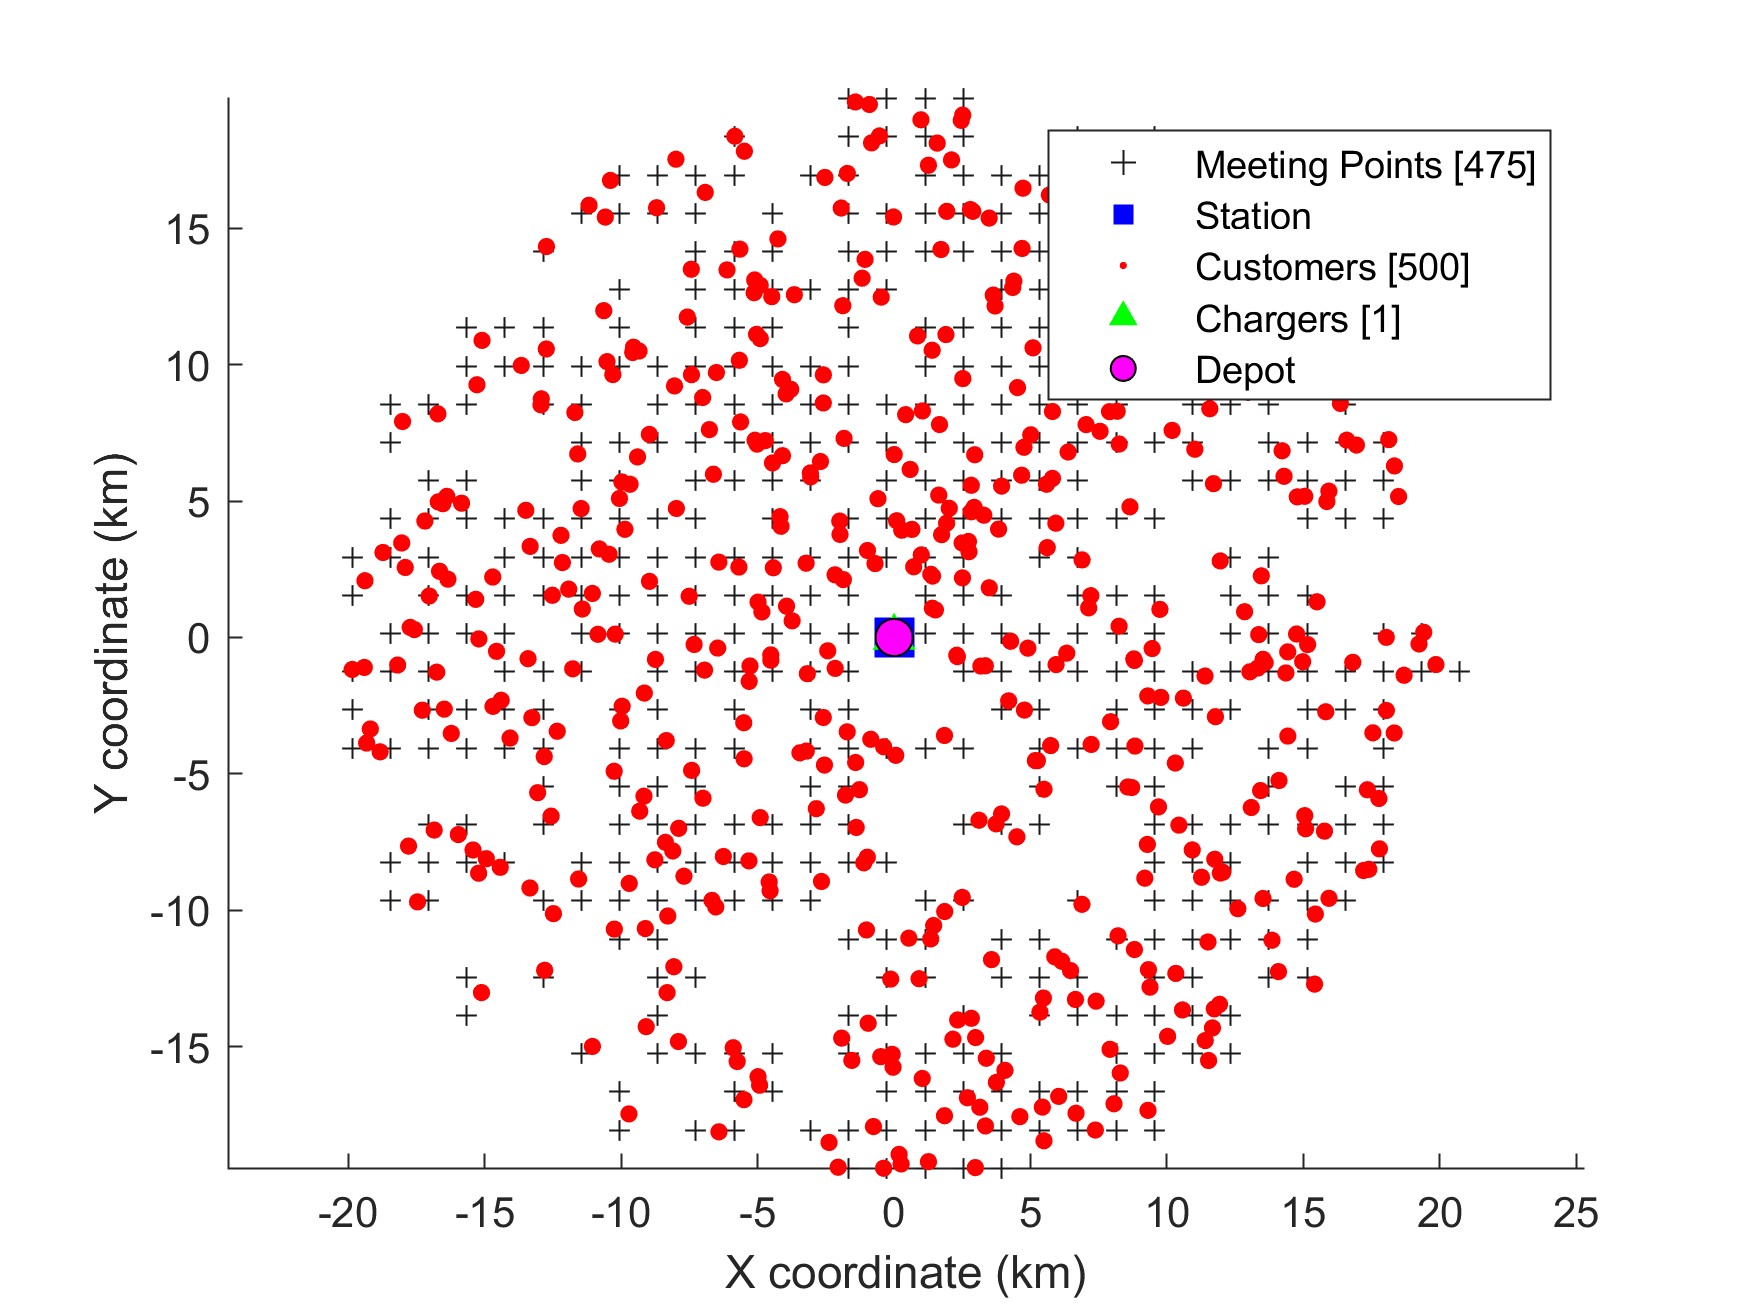 Meeting Points [475]
Station
Customers [500]
Chargers [1]
Depot
15
10
5
0
-5
-10
-15
Y coordinate (km)
-20 -15 -10 -5 0 5 10 15 20 25
X coordinate (km)